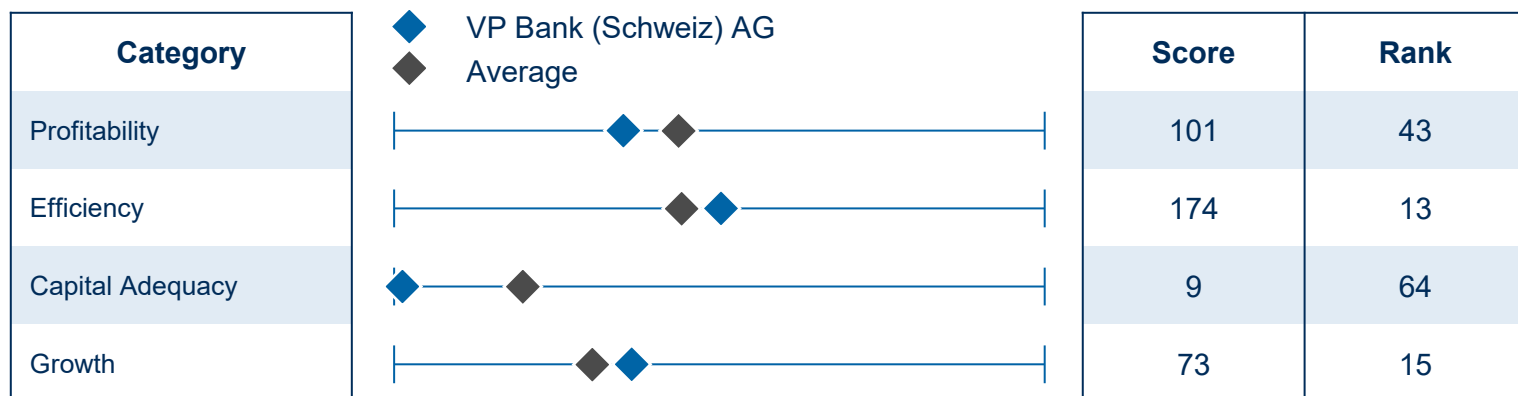 Category
VP Bank (Schweiz) AG
Average
Score Rank
Profitability 101 43
Efficiency 174 13
Capital Adequacy 9 64
Growth 73 15